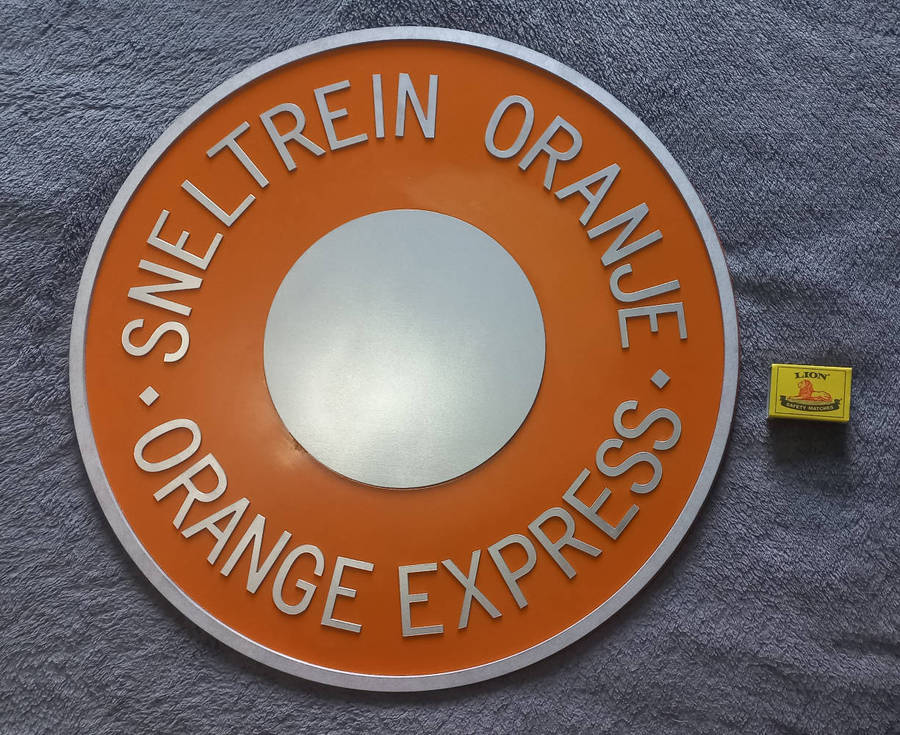 SNELTREIN ORANJE
• ORANGE EXPRESS •
LION
SAFETY MATCHES